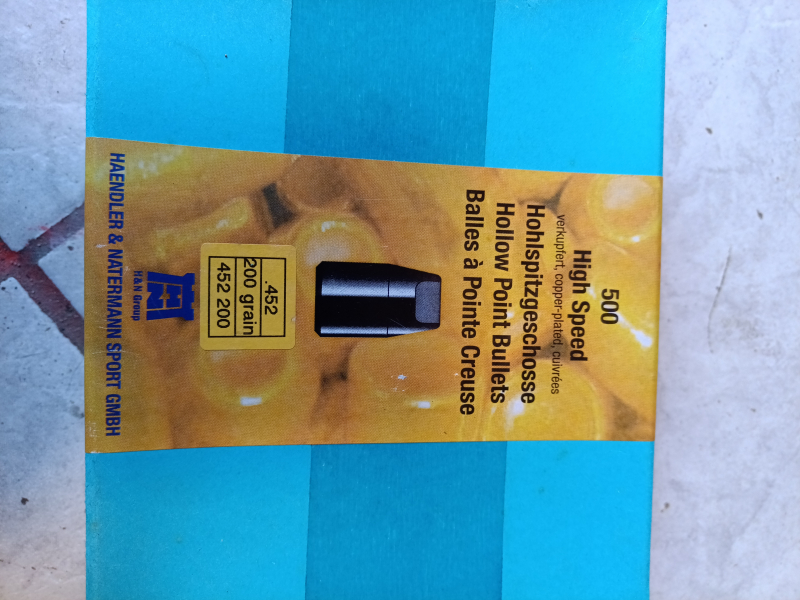 500
High Speed
verkupfert, copper-plated, cuivrées
Hohlspitzgeschosse
Hollow Point Bullets
Balles à Pointe Creuse
.452
200 grain
452 200
H&N Group
HAENDLER & NATERMANN SPORT GMBH